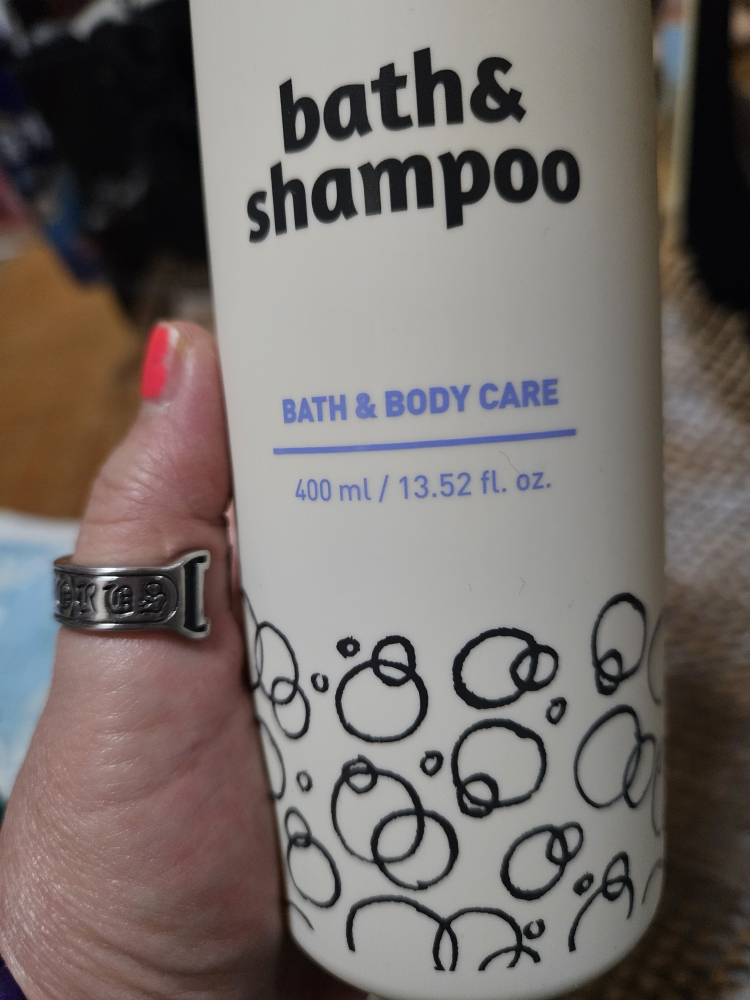 bath&
shampoo
BATH & BODY CARE
400 ml / 13.52 fl. oz.